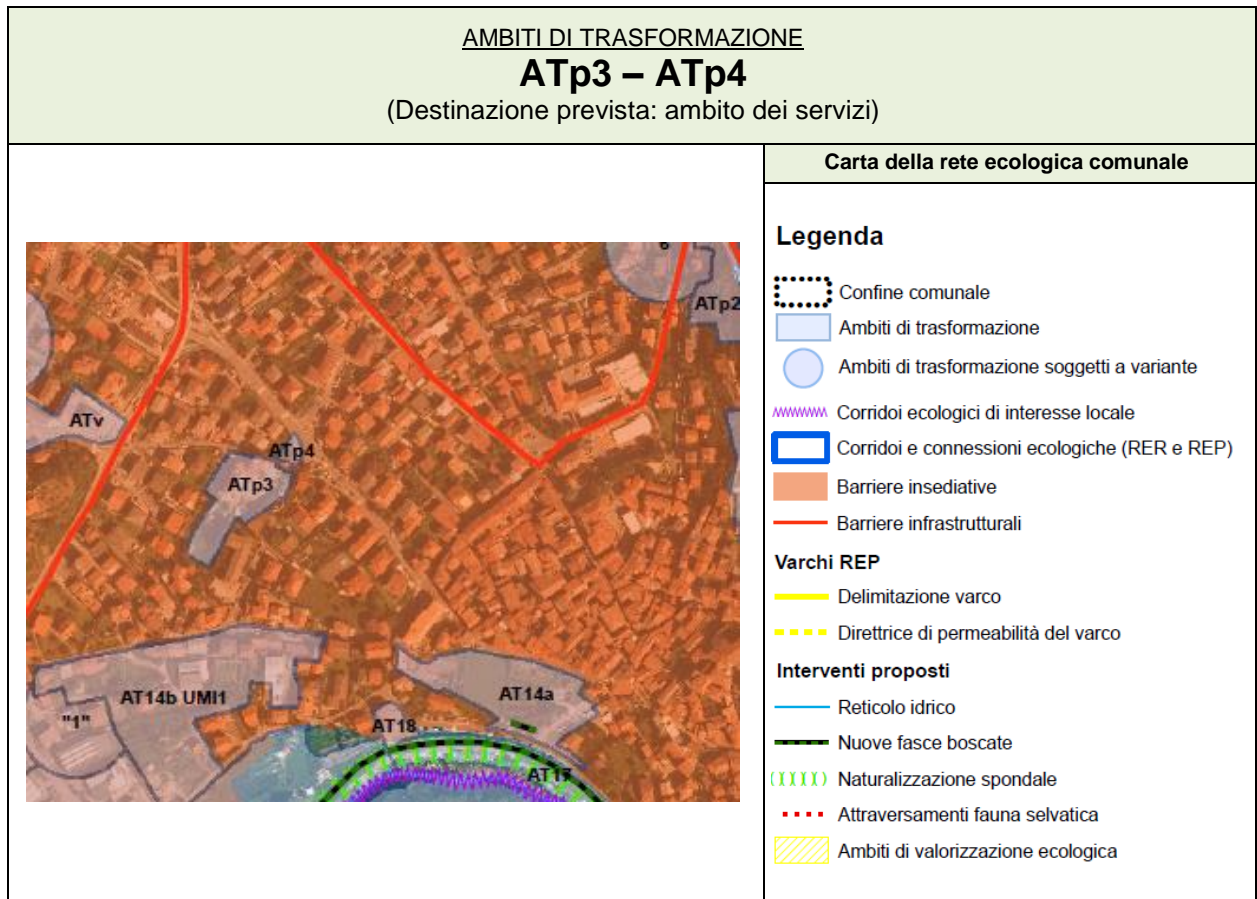 AMBITI DI TRASFORMAZIONE
ATp3 – ATp4
(Destinazione prevista: ambito dei servizi)
Carta della rete ecologica comunale
6
ATp2
ATv
ATp4
ATp3
AT14b UMI1
"1"
AT14a
AT18
AT17
Legenda
Confine comunale
Ambiti di trasformazione
Ambiti di trasformazione soggetti a variante
Corridoi ecologici di interesse locale
Corridoi e connessioni ecologiche (RER e REP)
Barriere insediative
Barriere infrastrutturali
Varchi REP
Delimitazione varco
Direttrice di permeabilità del varco
Interventi proposti
Reticolo idrico
Nuove fasce boscate
Naturalizzazione spondale
Attraversamenti fauna selvatica
Ambiti di valorizzazione ecologica